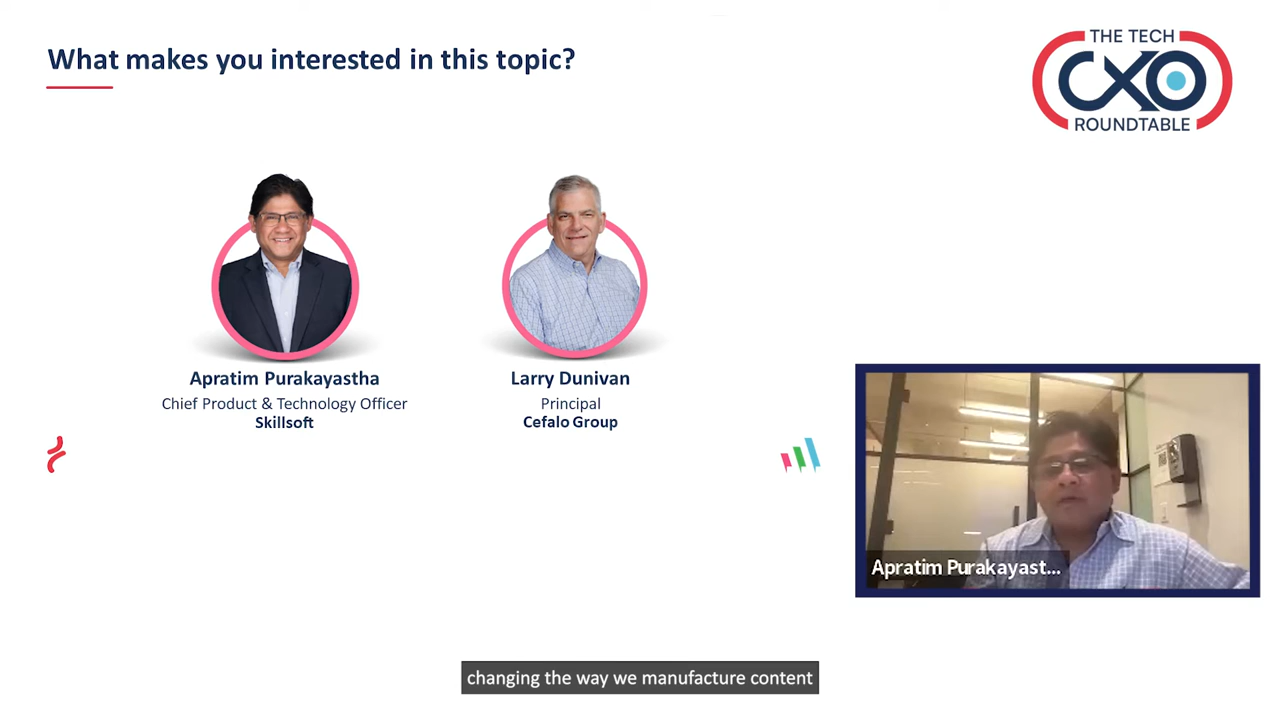 What makes you interested in this topic?
THE TECH
CXO
ROUNDTABLE
Apratim Purakayastha
Chief Product & Technology Officer
Skillsoft
Larry Dunivan
Principal
Cefalo Group
Apratim Purakayast...
changing the way we manufacture content